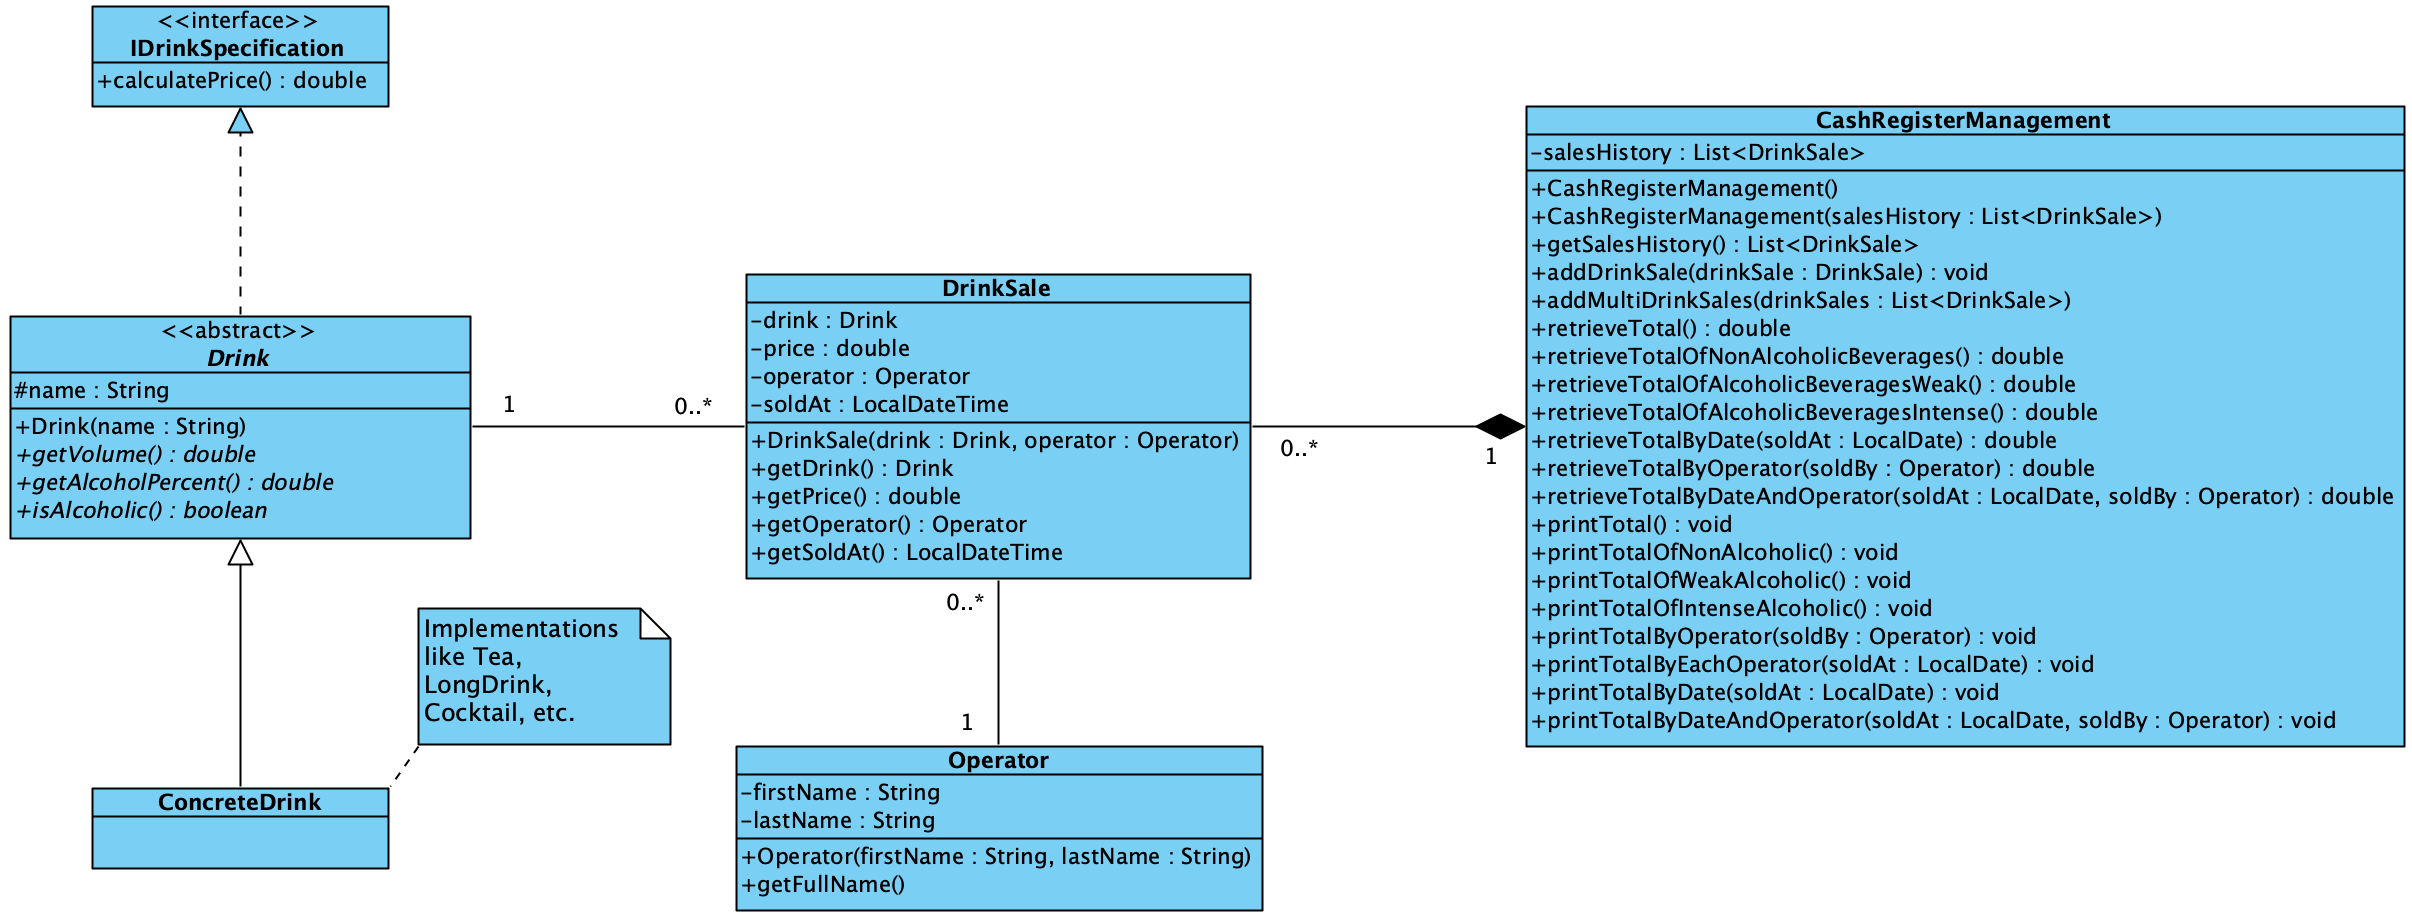 <<interface>>
IDrinkSpecification
+calculatePrice() : double
<<abstract>>
Drink
#name : String
+Drink(name : String)
+getVolume() : double
+getAlcoholPercent() : double
+isAlcoholic() : boolean
ConcreteDrink
Implementations
like Tea,
LongDrink,
Cocktail, etc.
1
0..*
DrinkSale
-drink : Drink
-price : double
-operator : Operator
-soldAt : LocalDateTime
+DrinkSale(drink : Drink, operator : Operator)
+getDrink() : Drink
+getPrice() : double
+getOperator() : Operator
+getSoldAt() : LocalDateTime
0..*
1
Operator
-firstName : String
-lastName : String
+Operator(firstName : String, lastName : String)
+getFullName()
0..*
1
CashRegisterManagement
-salesHistory : List<DrinkSale>
+CashRegisterManagement()
+CashRegisterManagement(salesHistory : List<DrinkSale>)
+getSalesHistory() : List<DrinkSale>
+addDrinkSale(drinkSale : DrinkSale) : void
+addMultiDrinkSales(drinkSales : List<DrinkSale>)
+retrieveTotal() : double
+retrieveTotalOfNonAlcoholicBeverages() : double
+retrieveTotalOfAlcoholicBeveragesWeak() : double
+retrieveTotalOfAlcoholicBeveragesIntense() : double
+retrieveTotalByDate(soldAt : LocalDate) : double
+retrieveTotalByOperator(soldBy : Operator) : double
+retrieveTotalByDateAndOperator(soldAt : LocalDate, soldBy : Operator) : double
+printTotal() : void
+printTotalOfNonAlcoholic() : void
+printTotalOfWeakAlcoholic() : void
+printTotalOfIntenseAlcoholic() : void
+printTotalByOperator(soldBy : Operator) : void
+printTotalByEachOperator(soldAt : LocalDate) : void
+printTotalByDate(soldAt : LocalDate) : void
+printTotalByDateAndOperator(soldAt : LocalDate, soldBy : Operator) : void